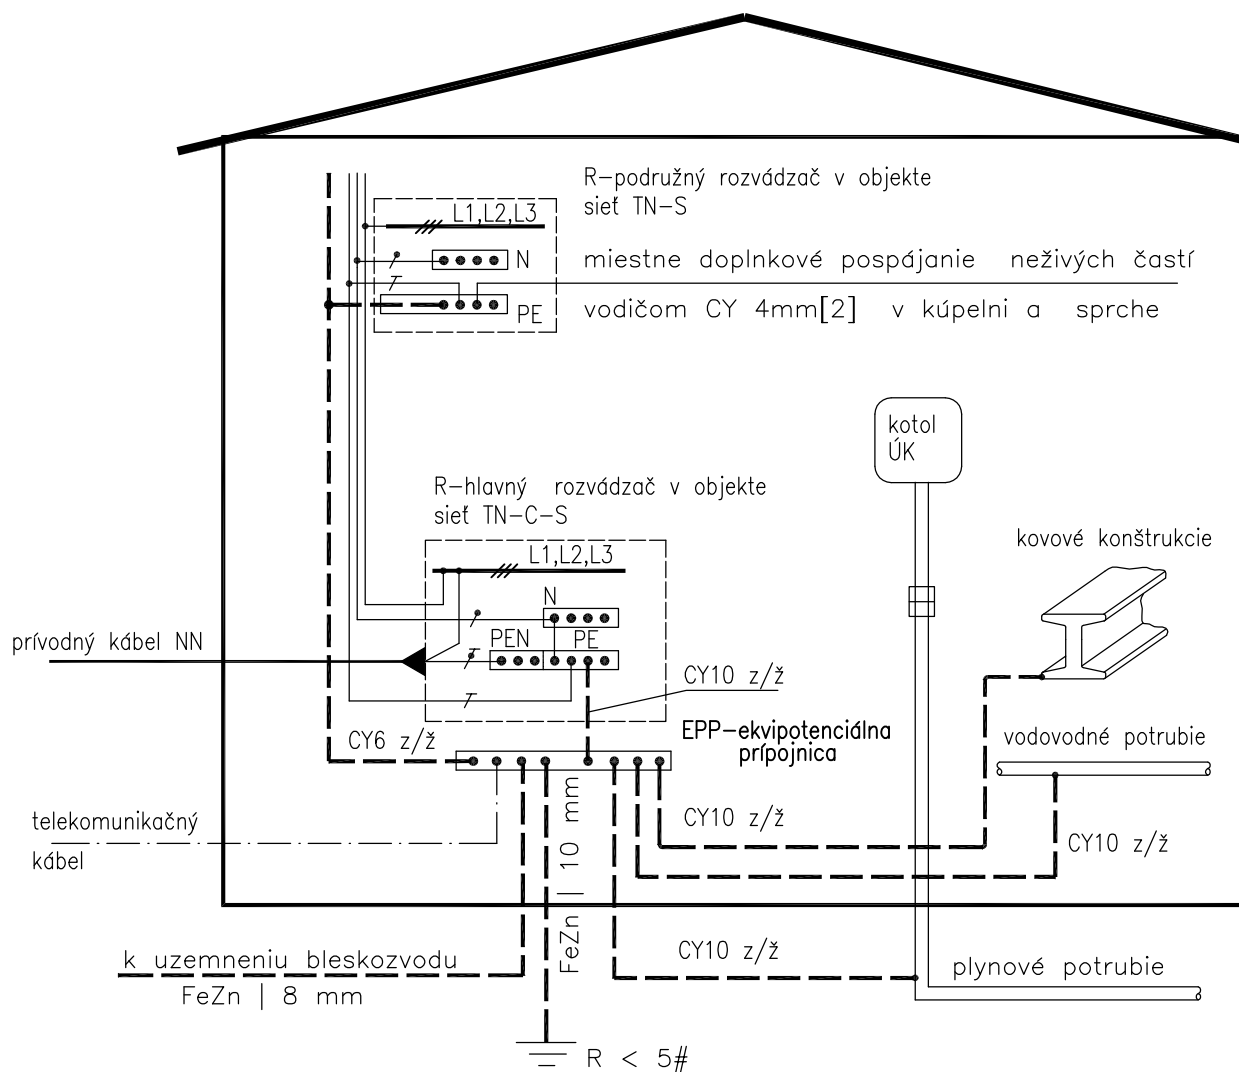 R-podružný rozvádzač v objekte
sieť TN-S
L1,L2,L3
N
miestne doplnkové pospájanie neživých častí
PE
vodičom CY 4mm[2] v kúpelni a sprche
kotol
ÚK
R-hlavný rozvádzač v objekte
sieť TN-C-S
kovové konštrukcie
L1,L2,L3
N
prívodný kábel NN
PEN
PE
CY10 z/ž
EPP-ekvipotenciálna
prípojnica
CY6 z/ž
vodovodné potrubie
telekomunikačný
kábel
CY10 z/ž
CY10 z/ž
FeZn | 10 mm
k uzemneniu bleskozvodu
FeZn | 8 mm
CY10 z/ž
plynové potrubie
R < 5#